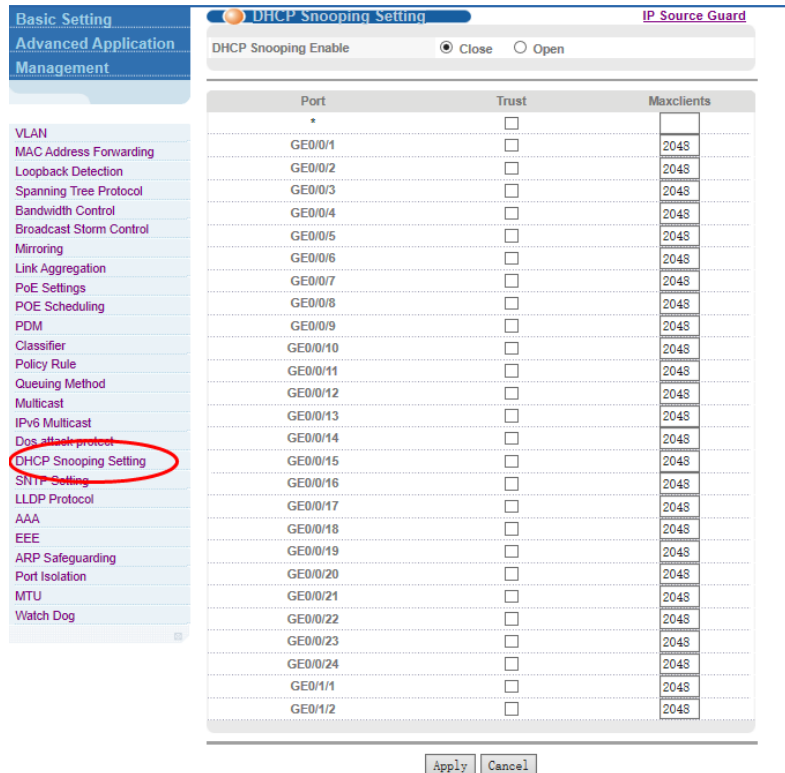 Basic Setting
Advanced Application
Management
VLAN
MAC Address Forwarding
Loopback Detection
Spanning Tree Protocol
Bandwidth Control
Broadcast Storm Control
Mirroring
Link Aggregation
PoE Settings
POE Scheduling
PDM
Classifier
Policy Rule
Queuing Method
Multicast
IPv6 Multicast
Dos attack protect
DHCP Snooping Setting
SNTP Setting
LLDP Protocol
AAA
EEE
ARP Safeguarding
Port Isolation
MTU
Watch Dog
DHCP Snooping Setting IP Source Guard
DHCP Snooping Enable Close Open
Port Trust Maxclients
*
GE0/0/1 2048
GE0/0/2 2048
GE0/0/3 2048
GE0/0/4 2048
GE0/0/5 2048
GE0/0/6 2048
GE0/0/7 2048
GE0/0/8 2048
GE0/0/9 2048
GE0/0/10 2048
GE0/0/11 2048
GE0/0/12 2048
GE0/0/13 2048
GE0/0/14 2048
GE0/0/15 2048
GE0/0/16 2048
GE0/0/17 2048
GE0/0/18 2048
GE0/0/19 2048
GE0/0/20 2048
GE0/0/21 2048
GE0/0/22 2048
GE0/0/23 2048
GE0/0/24 2048
GE0/1/1 2048
GE0/1/2 2048
Apply Cancel